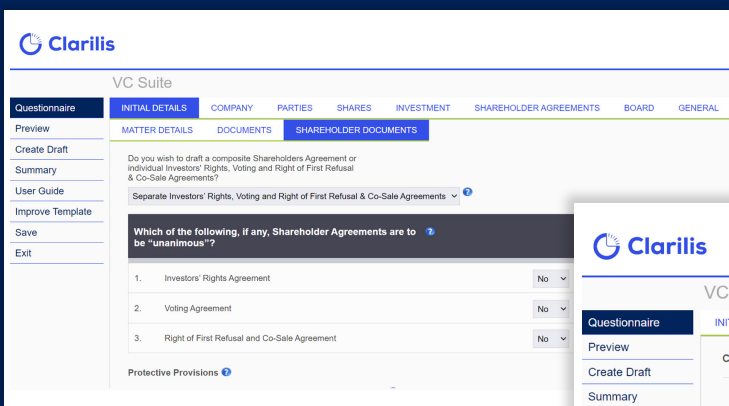 Clarilis
VC Suite
Questionnaire
Preview
Create Draft
Summary
User Guide
Improve Template
Save
Exit
INITIAL DETAILS COMPANY PARTIES SHARES INVESTMENT SHAREHOLDER AGREEMENTS BOARD GENERAL
MATTER DETAILS DOCUMENTS SHAREHOLDER DOCUMENTS
Do you wish to draft a composite Shareholders Agreement or
individual Investors' Rights, Voting and Right of First Refusal
& Co-Sale Agreements?
Separate Investors' Rights, Voting and Right of First Refusal & Co-Sale Agreements ?
Which of the following, if any, Shareholder Agreements are to ?
be "unanimous"?
1. Investors' Rights Agreement No
2. Voting Agreement No
3. Right of First Refusal and Co-Sale Agreement No
Protective Provisions ?
Clarilis
VC
Questionnaire
Preview
Create Draft
Summary